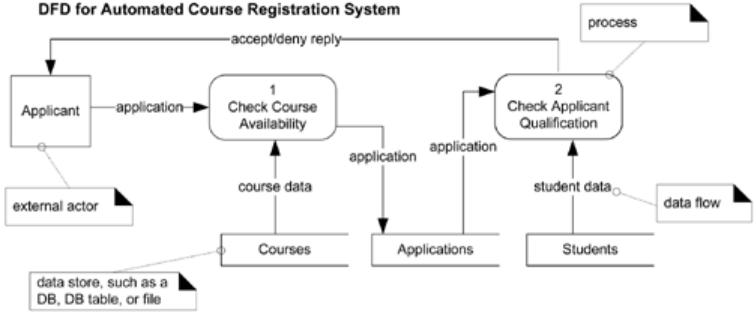 DFD for Automated Course Registration System
process
accept/deny reply
Applicant
application
1
Check Course
Availability
application
application
2
Check Applicant
Qualification
external actor
course data
student data
data flow
Courses
Applications
Students
data store, such as a
DB, DB table, or file